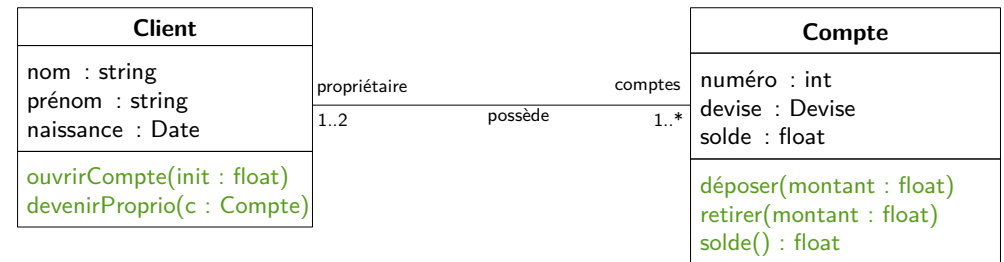 Client
nom : string
prénom : string
naissance : Date
ouvrirCompte(init : float)
devenirProprio(c : Compte)
propriétaire
comptes
1..2
possède
1..*
Compte
numéro : int
devise : Devise
solde : float
déposer(montant : float)
retirer(montant : float)
solde() : float